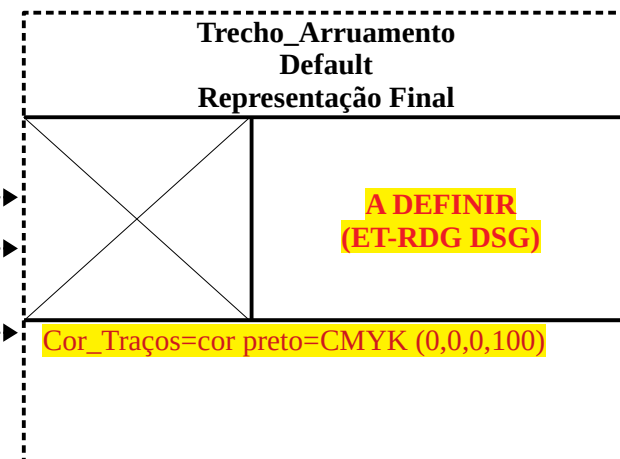 Trecho_Arruamento
Default
Representação Final
A DEFINIR
(ET-RDG DSG)
Cor_Traços=cor preto=CMYK (0,0,0,100)